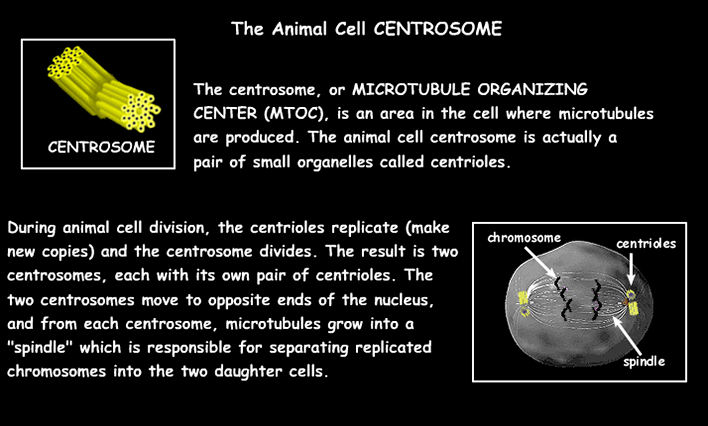 The Animal Cell CENTROSOME
CENTROSOME
The centrosome, or MICROTUBULE ORGANIZING
CENTER (MTOC), is an area in the cell where microtubules
are produced. The animal cell centrosome is actually a
pair of small organelles called centrioles.
During animal cell division, the centrioles replicate (make
new copies) and the centrosome divides. The result is two
centrosomes, each with its own pair of centrioles. The
two centrosomes move to opposite ends of the nucleus,
and from each centrosome, microtubules grow into a
"spindle" which is responsible for separating replicated
chromosomes into the two daughter cells.
chromosome
centrioles
spindle